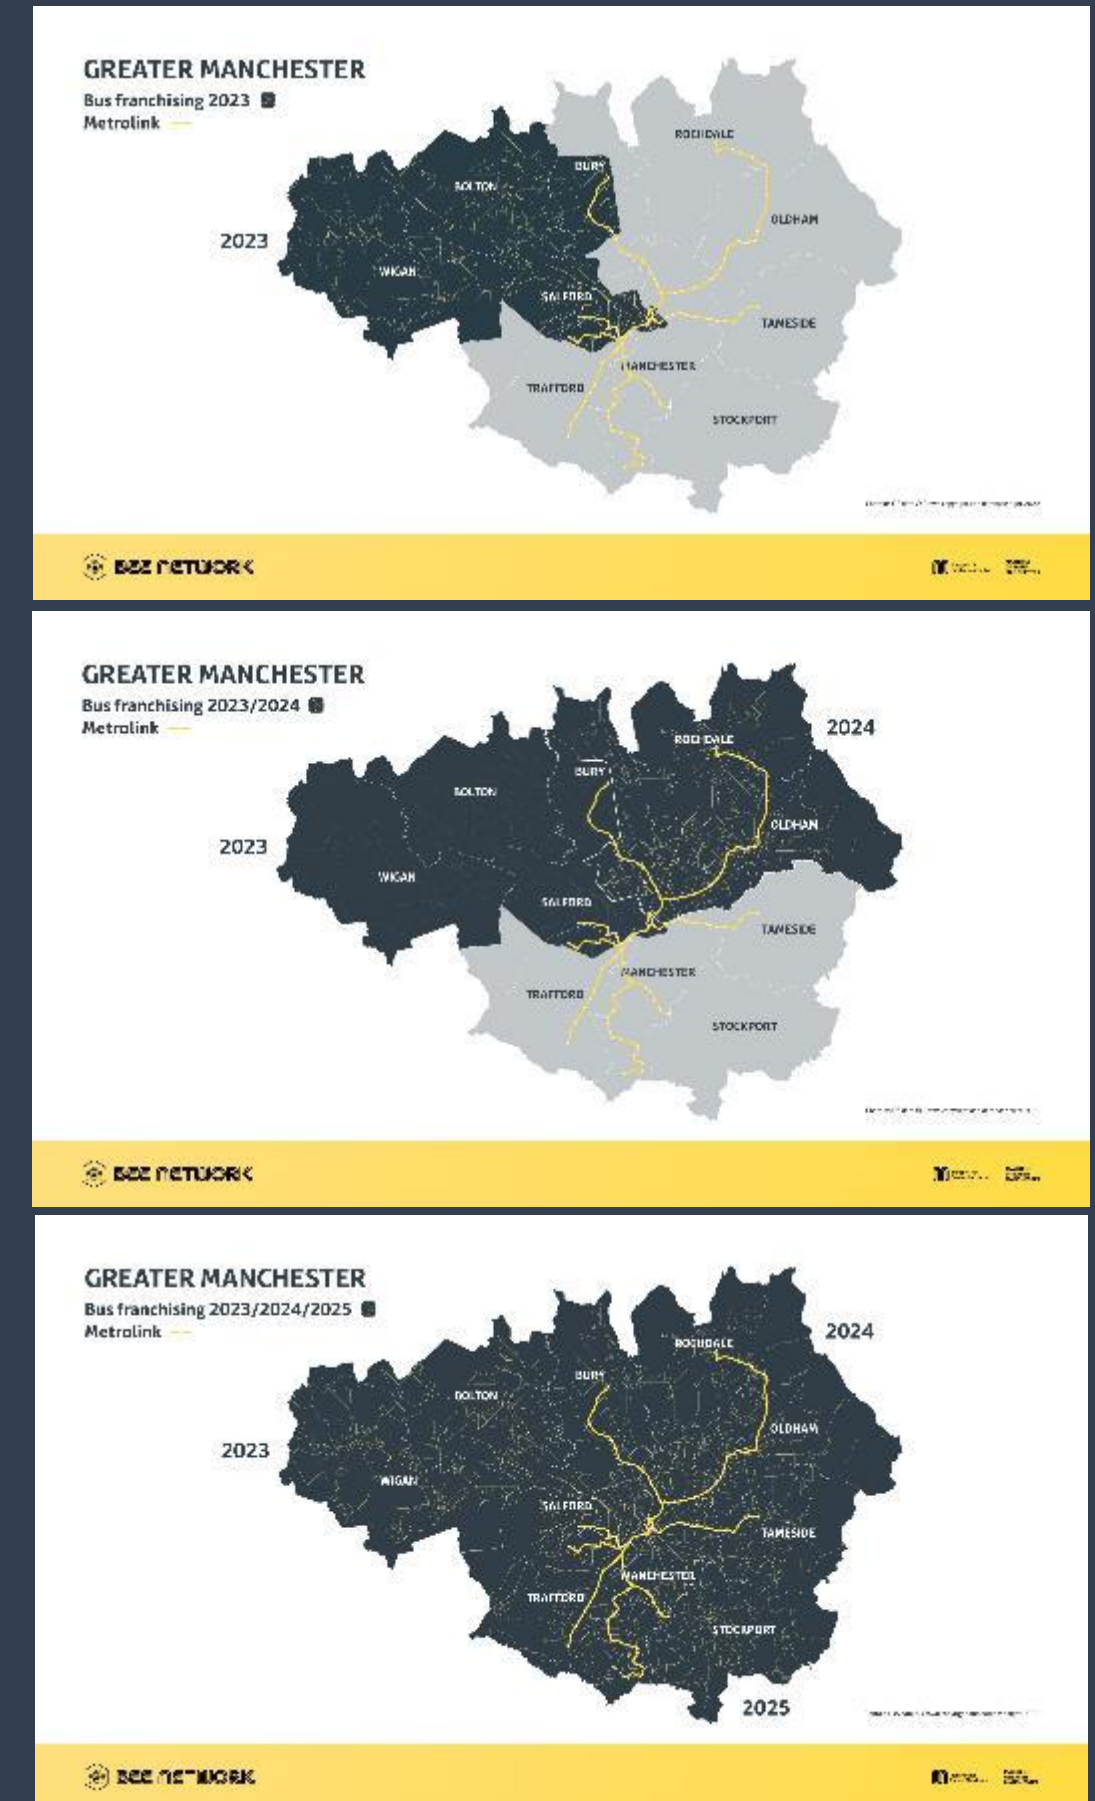 GREATER MANCHESTER
Bus franchising 2023
Metrolink
ROCHDALE
BURY
BOLTON
OLDHAM
2023
WIGAN
SALFORD
TAMESIDE
MANCHESTER
TRAFFORD
STOCKPORT
BEE NETWORK
GREATER MANCHESTER
Bus franchising 2023/2024
Metrolink
2024
ROCHDALE
BURY
BOLTON
OLDHAM
2023
WIGAN
SALFORD
TAMESIDE
MANCHESTER
TRAFFORD
STOCKPORT
BEE NETWORK
GREATER MANCHESTER
Bus franchising 2023/2024/2025
Metrolink
2024
ROCHDALE
BURY
BOLTON
OLDHAM
2023
WIGAN
SALFORD
TAMESIDE
MANCHESTER
TRAFFORD
STOCKPORT
2025
BEE NETWORK